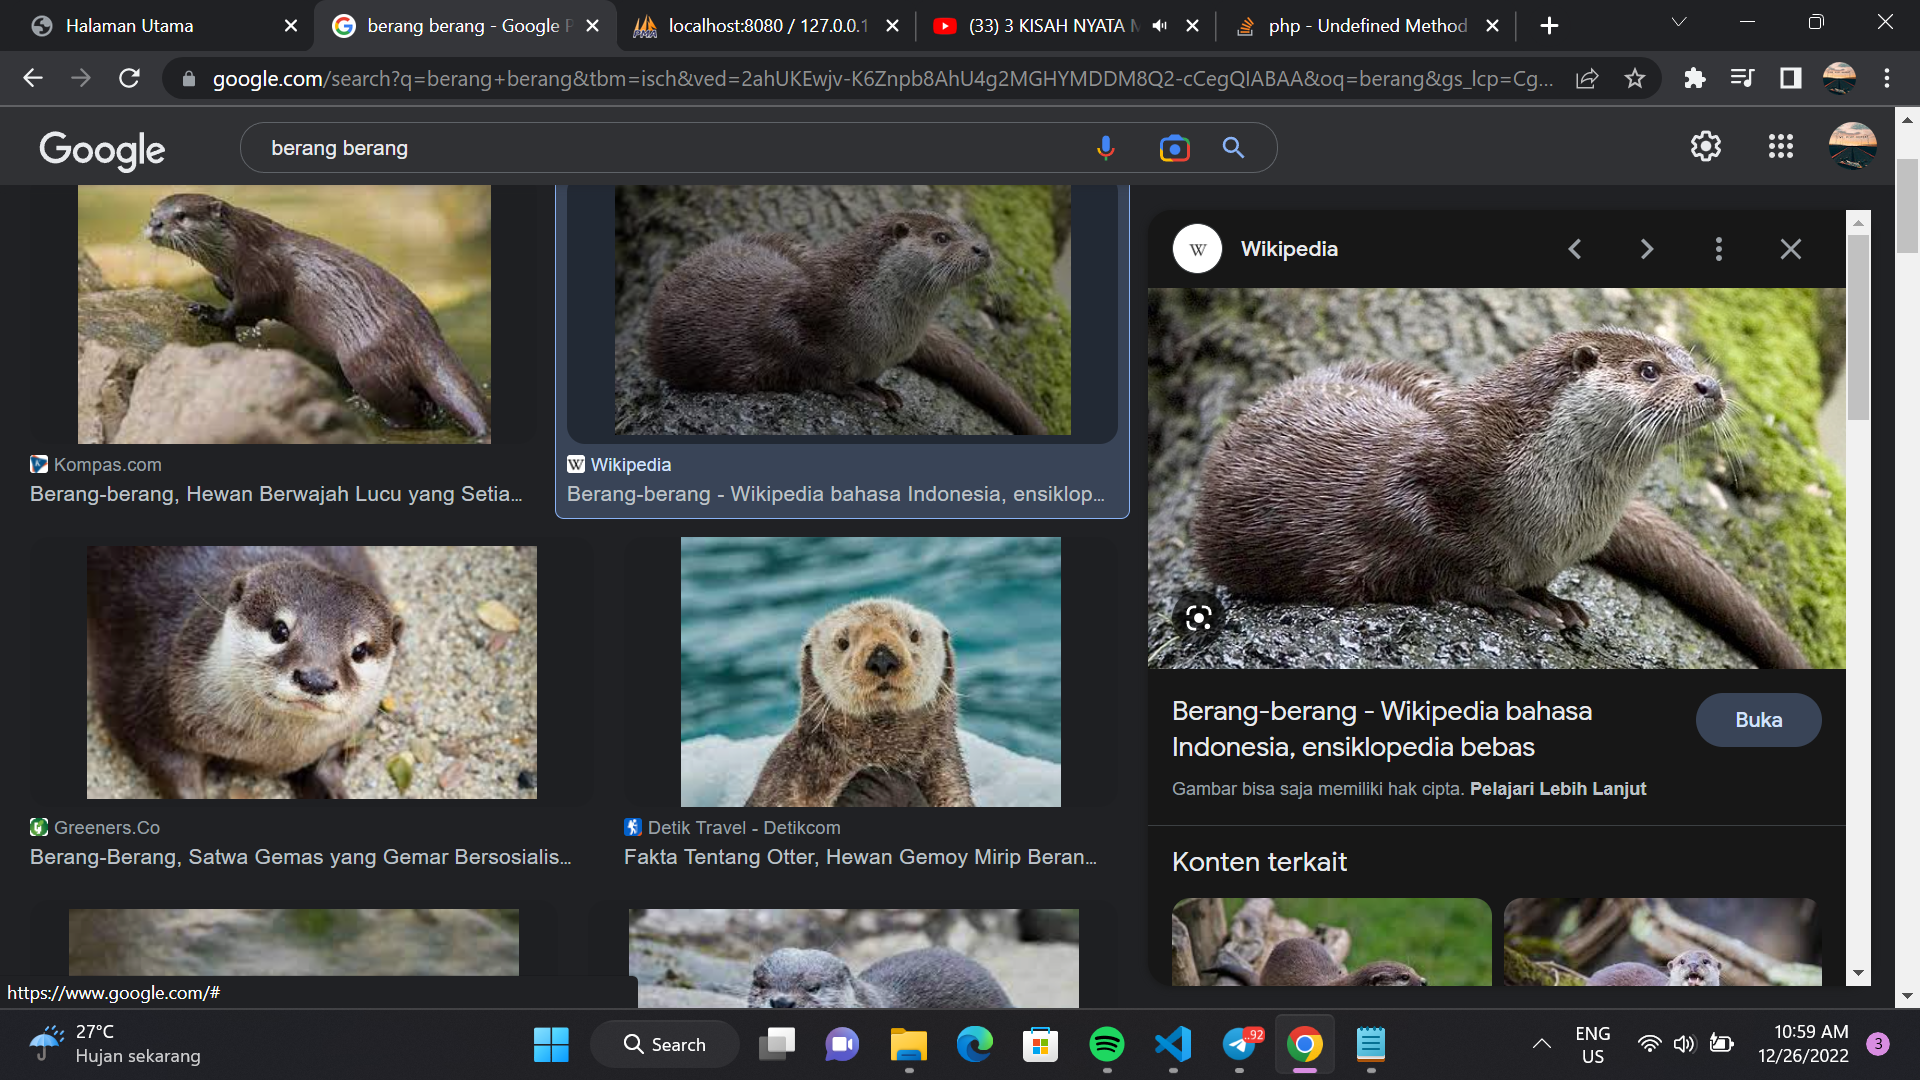 Halaman Utama
berang berang - Google P
localhost:8080 / 127.0.0.1
(33) 3 KISAH NYATA M
php - Undefined Method
google.com/search?q=berang+berang&tbm=isch&ved=2ahUKEwjv-K6Znpb8AhU4g2MGHYMDDM8Q2-cCegQIABAA&oq=berang&gs_lcp=Cg...
Google
berang berang
Kompas.com
Berang-berang, Hewan Berwajah Lucu yang Setia...
W Wikipedia
Berang-berang - Wikipedia bahasa Indonesia, ensiklop...
Greeners.Co
Berang-Berang, Satwa Gemas yang Gemar Bersosialis...
Detik Travel - Detikcom
Fakta Tentang Otter, Hewan Gemoy Mirip Beran...
W Wikipedia
Berang-berang - Wikipedia bahasa
Indonesia, ensiklopedia bebas
Buka
Gambar bisa saja memiliki hak cipta. Pelajari Lebih Lanjut
Konten terkait
https://www.google.com/#
27°C
Hujan sekarang
Search
..92
ENG
US
10:59 AM
12/26/2022
3